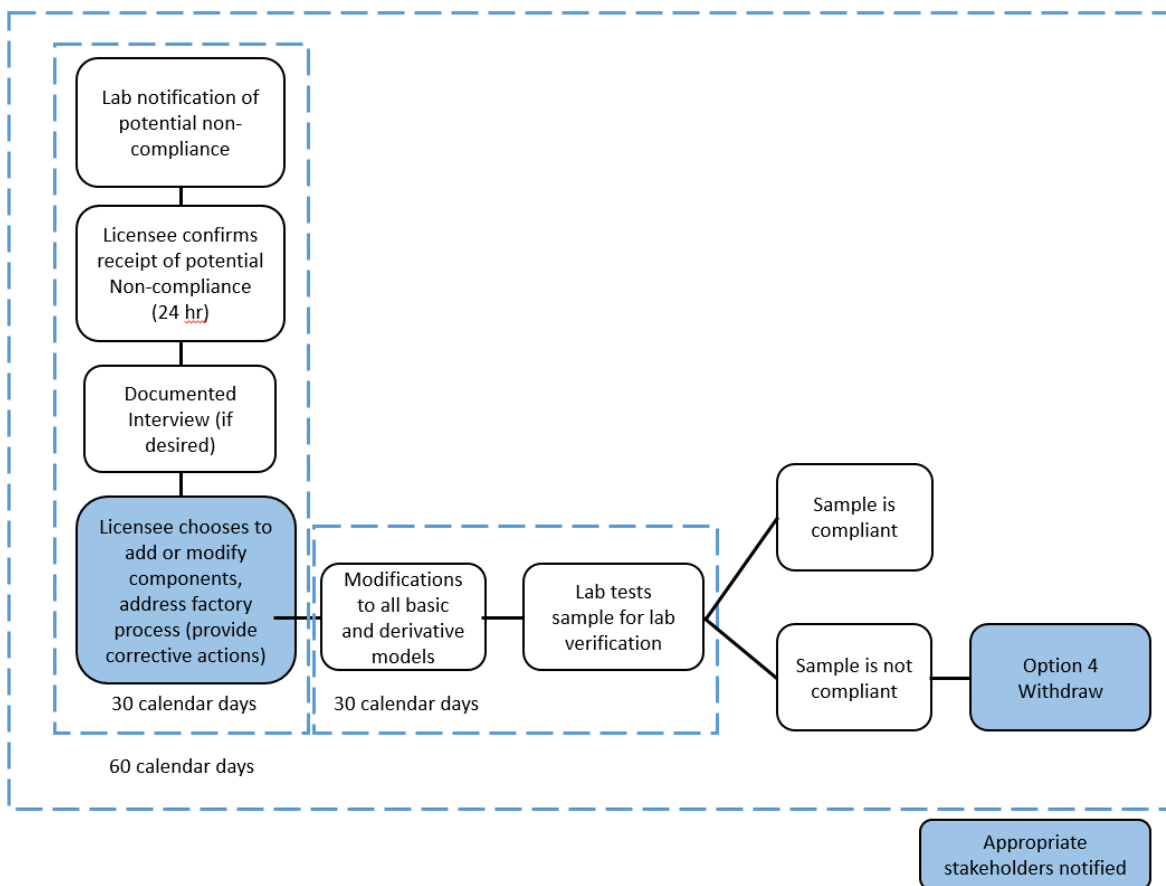 Lab notification of
potential non-
compliance
Licensee confirms
receipt of potential
Non-compliance
(24 hr)
Documented
Interview (if
desired)
Licensee chooses to
add or modify
components,
address factory
process (provide
corrective actions)
30 calendar days
60 calendar days
Modifications
to all basic
and derivative
models
30 calendar days
Lab tests
sample for lab
verification
Sample is
compliant
Sample is not
compliant
Option 4
Withdraw
Appropriate
stakeholders notified